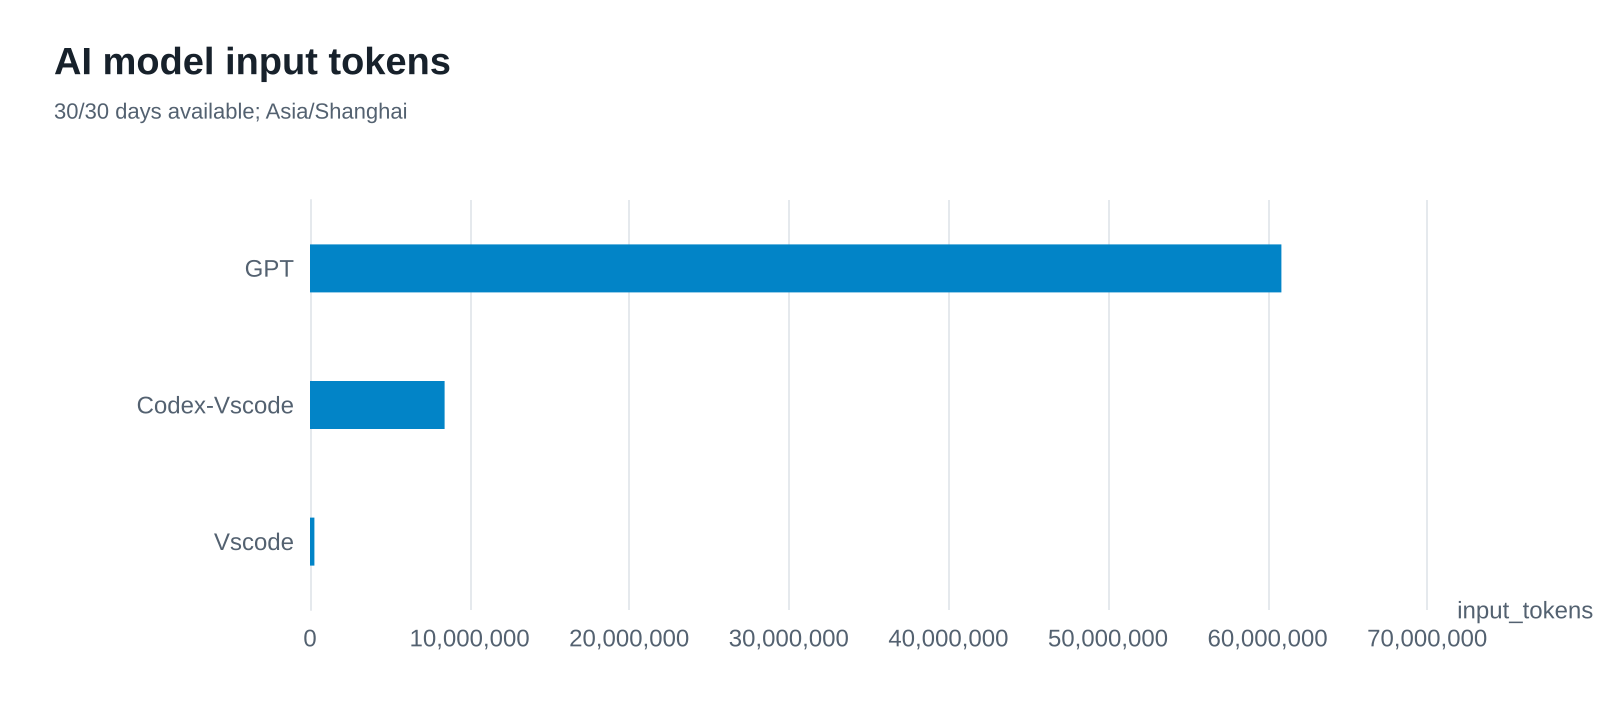 AI model input tokens
30/30 days available; Asia/Shanghai
GPT
Codex-Vscode
Vscode
input_tokens
0 10,000,000 20,000,000 30,000,000 40,000,000 50,000,000 60,000,000 70,000,000